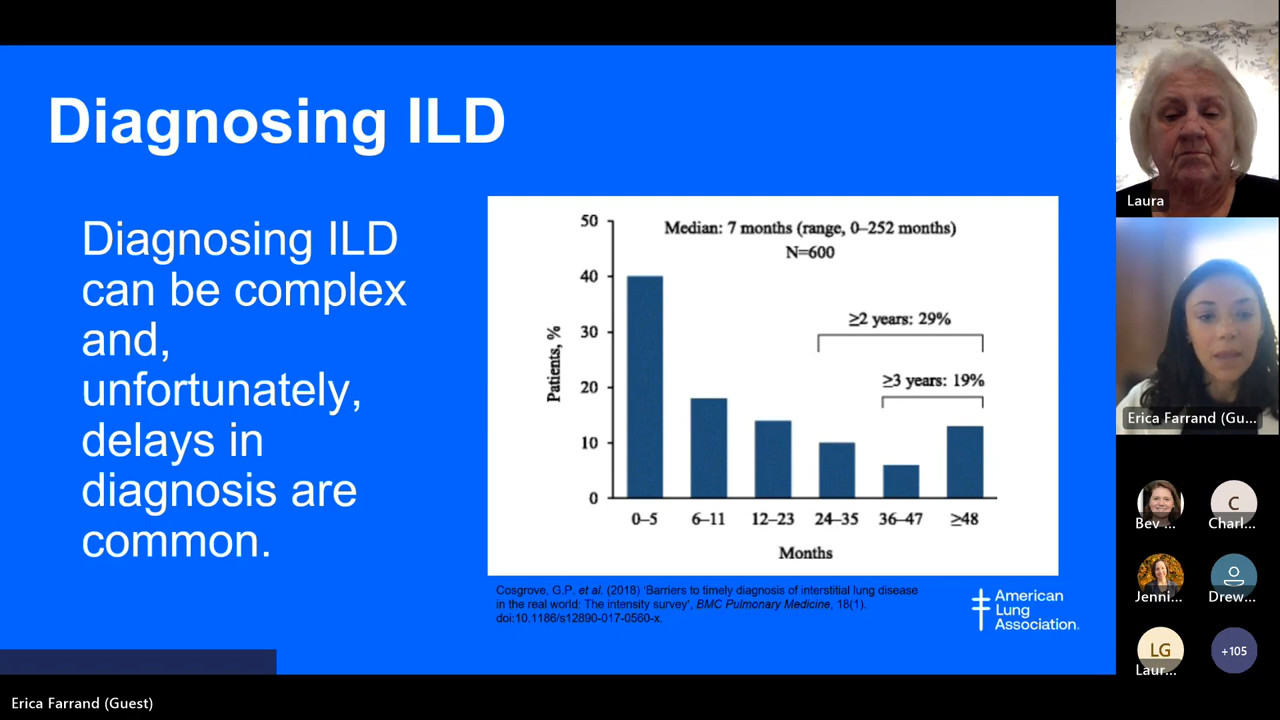 Diagnosing ILD
Diagnosing ILD
can be complex
and,
unfortunately,
delays in
diagnosis are
common.
Median: 7 months (range, 0–252 months)
N=600
≥2 years: 29%
≥3 years: 19%
Patients, %
50
40
30
20
10
0
0–5 6–11 12–23 24–35 36–47 ≥48
Months
Cosgrove, G.P. et al. (2018) 'Barriers to timely diagnosis of interstitial lung disease
in the real world: The intensity survey', BMC Pulmonary Medicine, 18(1).
doi:10.1186/s12890-017-0560-x.
American
Lung
Association.
Laura
Erica Farrand (Gu...
Bev ...
C
Charl...
Jenni...
Drew...
LG
Laur...
+105
Erica Farrand (Guest)